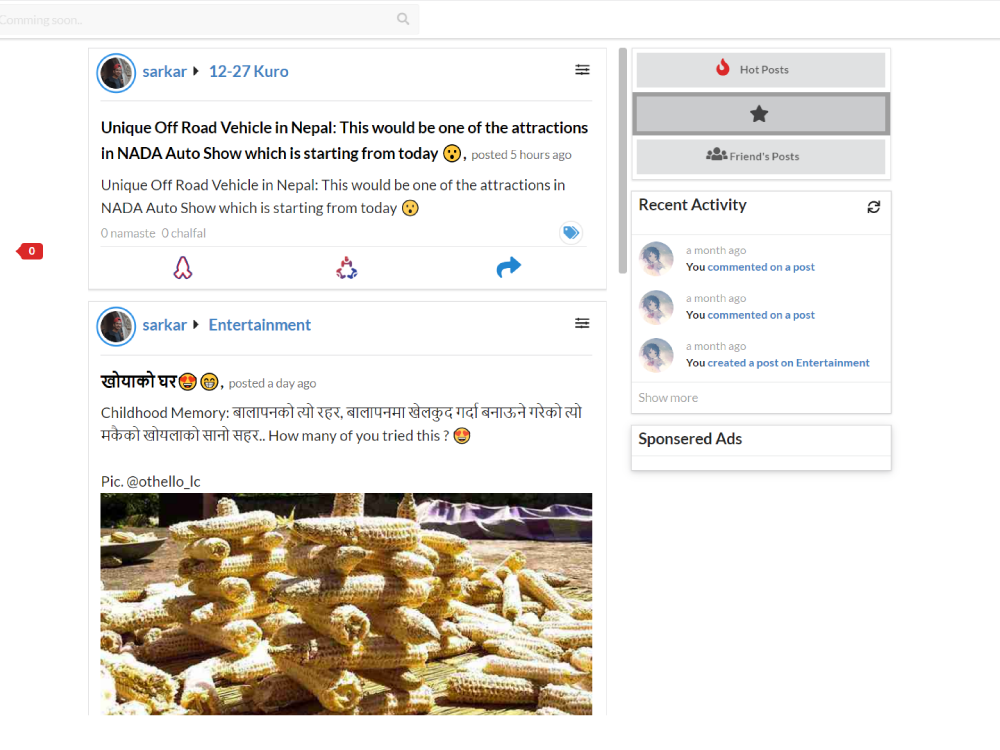 Comming soon..
sarkar 12-27 Kuro
Unique Off Road Vehicle in Nepal: This would be one of the attractions
in NADA Auto Show which is starting from today 😮, posted 5 hours ago
Unique Off Road Vehicle in Nepal: This would be one of the attractions in
NADA Auto Show which is starting from today 😮
0 namaste 0 chalfal
0
sarkar Entertainment
खोयाको घर😍😁, posted a day ago
Childhood Memory: बालापनको त्यो रहर, बालापनमा खेलकुद गर्दा बनाऊने गरेको त्यो
मकैको खोयलाको सानो सहर.. How many of you tried this ? 😍
Pic. @othello_lc
Hot Posts
Friend's Posts
Recent Activity
a month ago
You commented on a post
a month ago
You commented on a post
a month ago
You created a post on Entertainment
Show more
Sponsered Ads